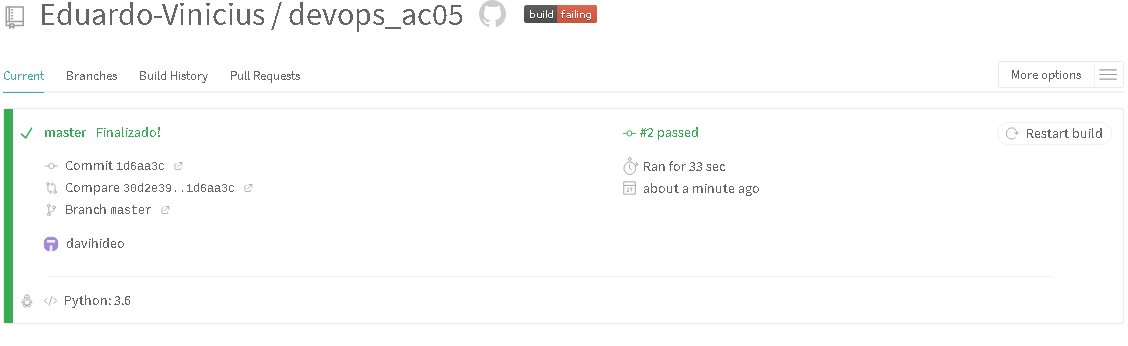 Eduardo-Vinicius / devops_ac05 build failing
Current Branches Build History Pull Requests More options
master Finalizado! #2 passed Restart build
Commit 1d6aa3c Ran for 33 sec
Compare 30d2e39..1d6aa3c about a minute ago
Branch master
davihideo
</> Python: 3.6